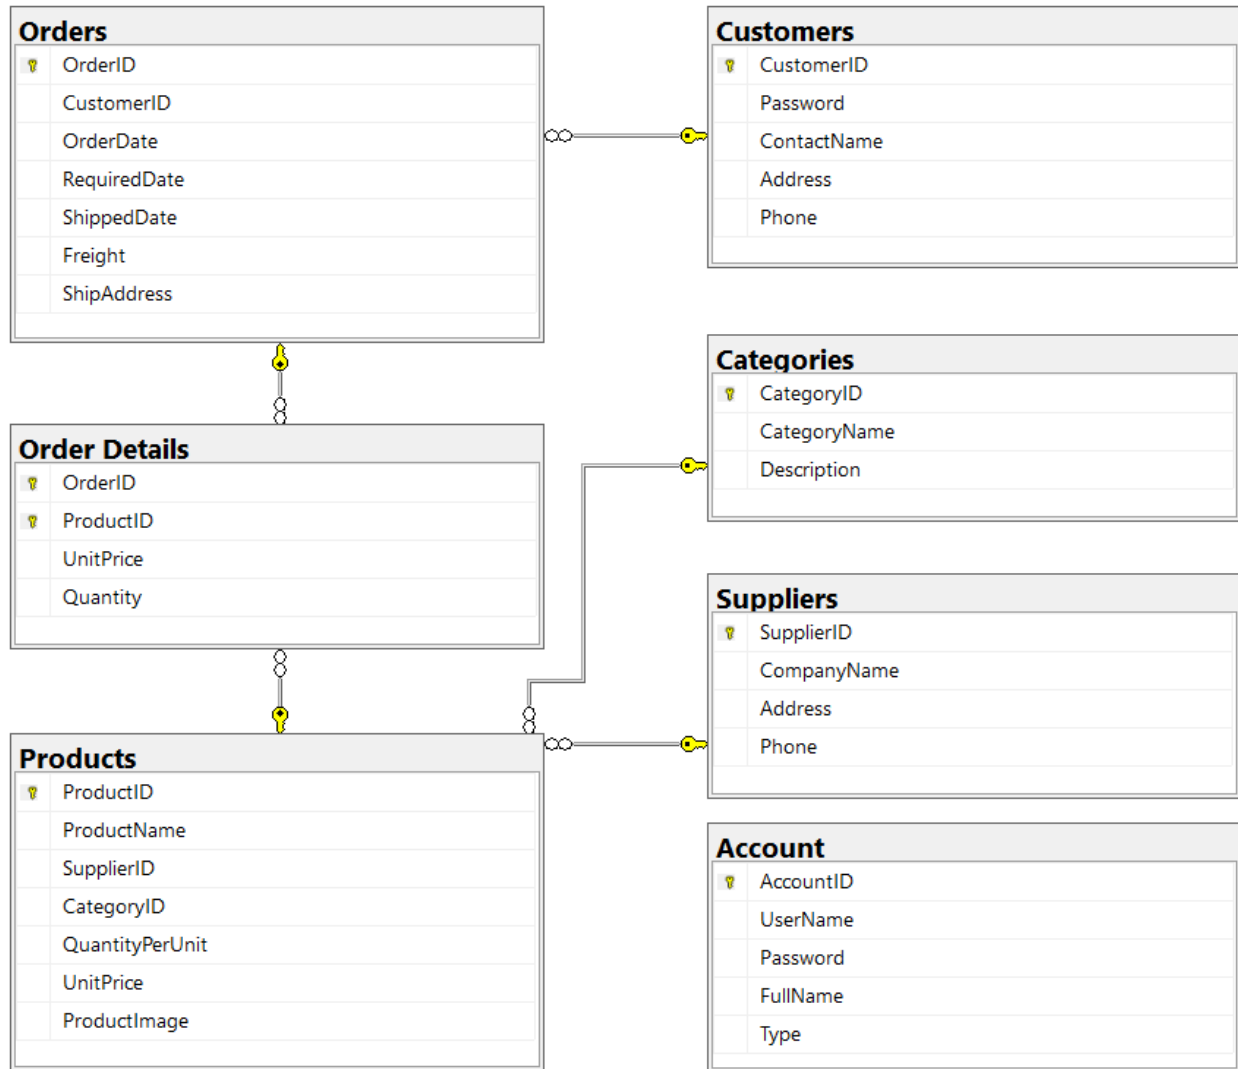 Orders
OrderID
CustomerID
OrderDate
RequiredDate
ShippedDate
Freight
ShipAddress
Customers
CustomerID
Password
ContactName
Address
Phone
Categories
CategoryID
CategoryName
Description
Order Details
OrderID
ProductID
UnitPrice
Quantity
Suppliers
SupplierID
CompanyName
Address
Phone
Products
ProductID
ProductName
SupplierID
CategoryID
QuantityPerUnit
UnitPrice
ProductImage
Account
AccountID
UserName
Password
FullName
Type